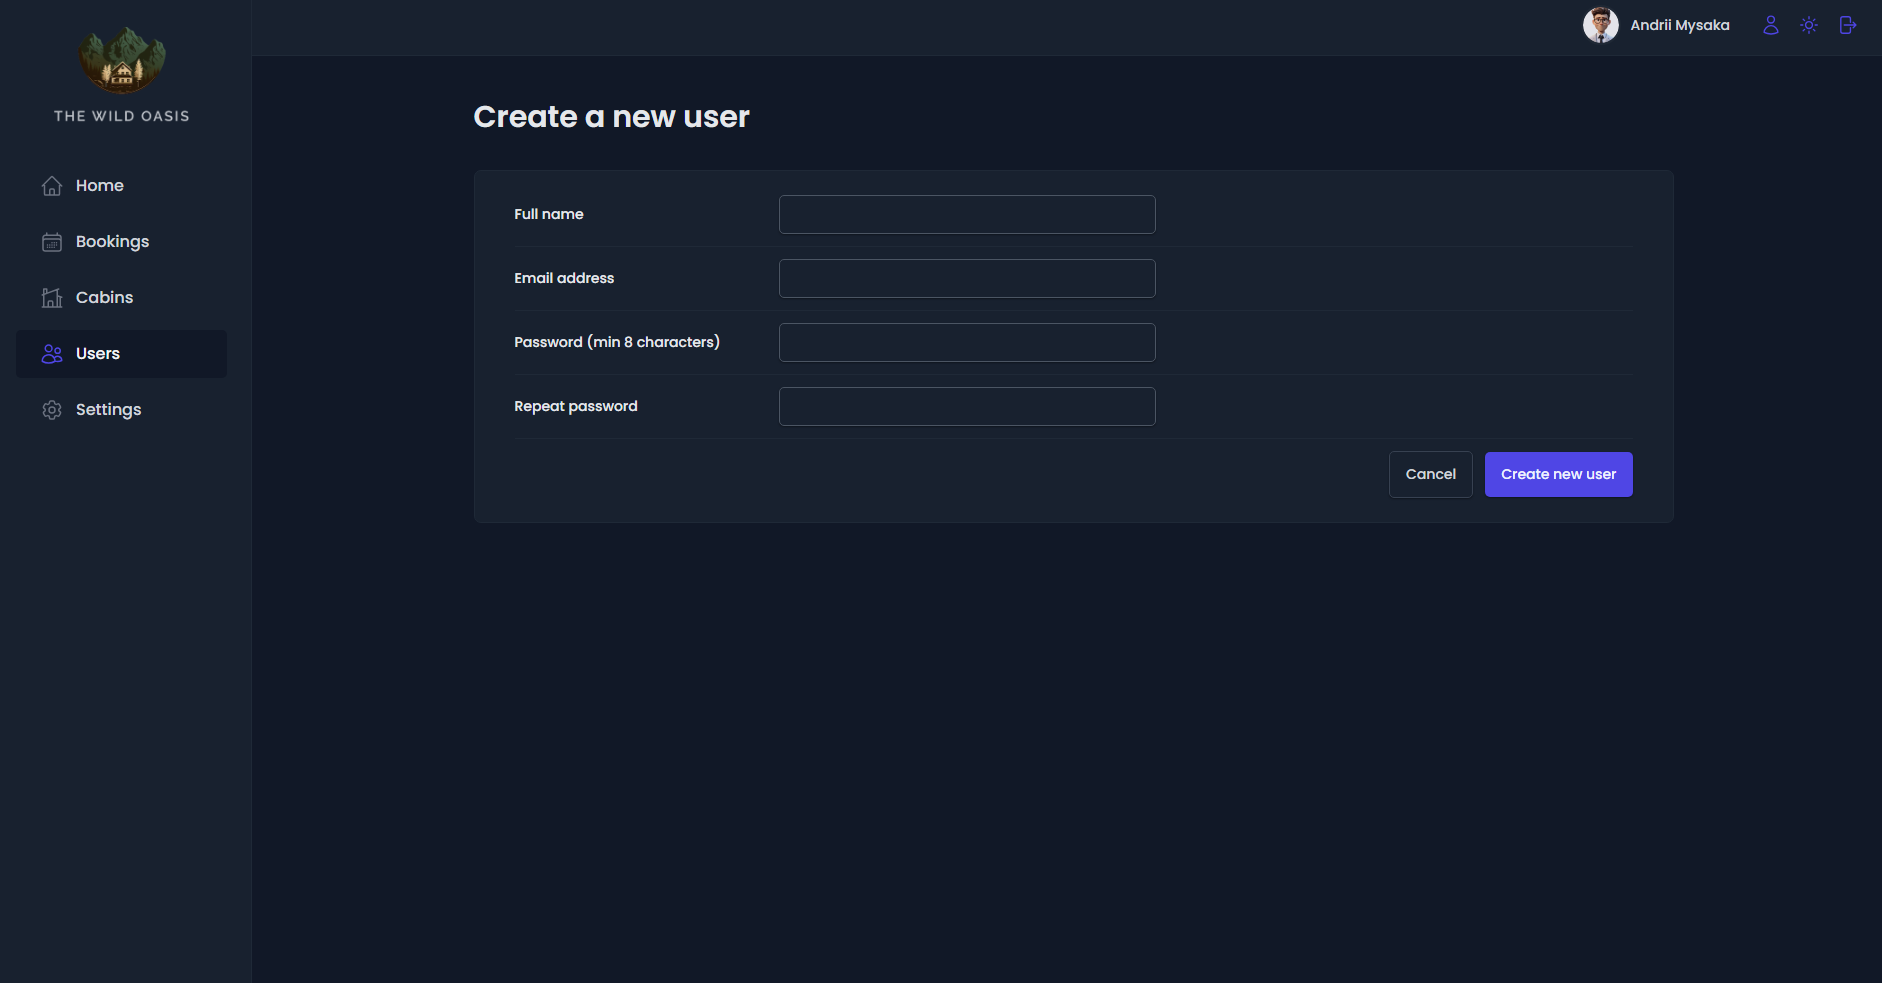 THE WILD OASIS
Home
Bookings
Cabins
Users
Settings
Andrii Mysaka
Create a new user
Full name
Email address
Password (min 8 characters)
Repeat password
Cancel
Create new user